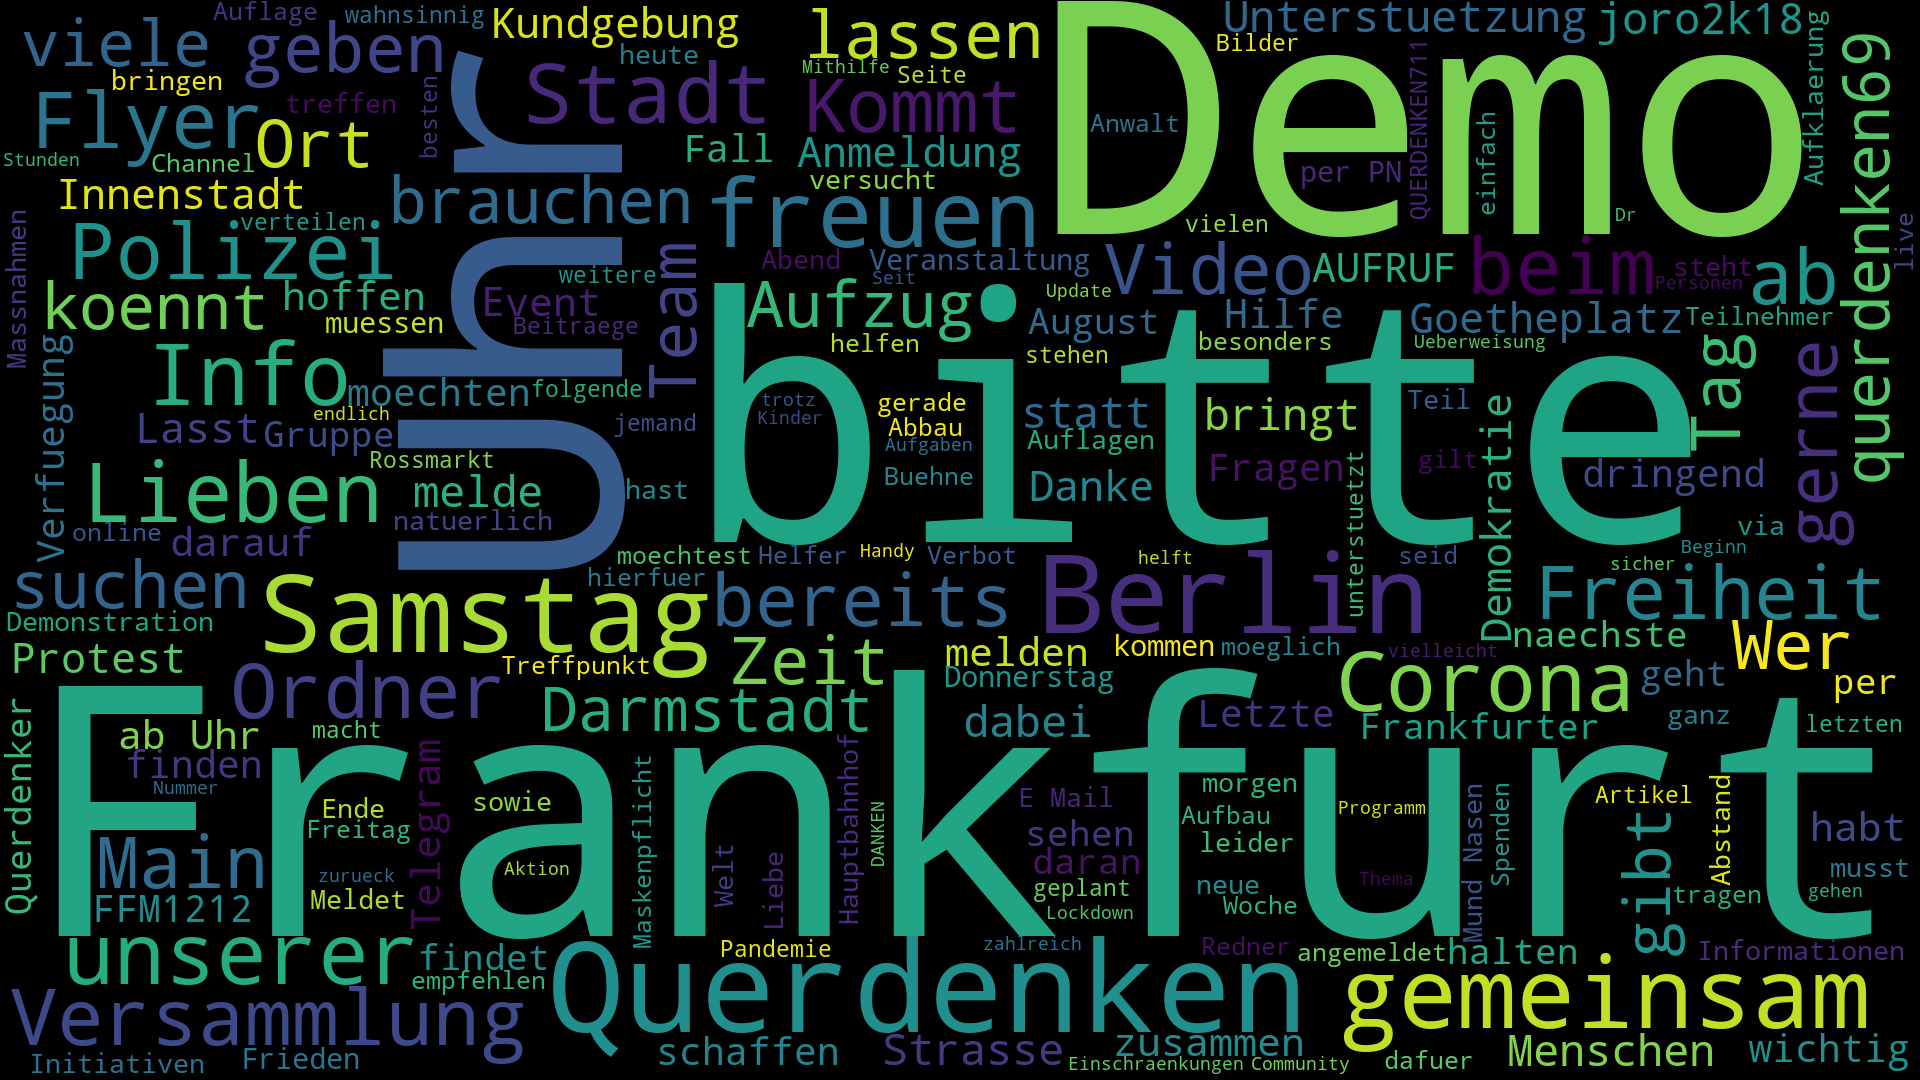 Auflage wahnsinnig Kundgebung lassen Demo Unterstuetzung joro2k18
viele geben heute Mithilfe Seite Bilder Aufklaerung
bringen Flyer treffen besten Uhr Stadt Kommt Anwalt QUERDENKEN711 einfach querdenken69
Stunden Channel Ort Fall Anmeldung per PN
Innenstadt brauchen versucht freuen vielen Dr live
Massnahmen Polizei verteilen weitere Team Abend Veranstaltung Video AUFRUF beim steht ab
koennt hoffen Event Seit Update Personen
muessen Beitraege Aufzug August Hilfe Goetheplatz Teilnehmer
Verfuegung Info helfen stehen besonders Ueberweisung Tag gerne
moechten folgende trotz gerade bitte
endlich Kinder Abbau statt bringt Teil Demokratie
Lasst Gruppe jemand Aufgaben Auflagen
Rossmarkt Fragen gilt dringend
Lieben melde hast Buehne Danke unterstuetzt
natuerlich
online darauf moechtest Helfer Handy Verbot helft seid via Beginn
suchen hierfuer sicher
Demonstration Samstag bereits Berlin Freiheit
Protest Treffpunkt Zeit melden kommen moeglich vielleicht naechste Wer
Querdenker Ordner Donnerstag Corona geht per
ab Uhr macht Darmstadt dabei Letzte Frankfurter ganz letzten
finden Telegram Maskenpflicht Hauptbahnhof
Nummer Frankfurt
Ende sowie DANKEN E Mail morgen Programm Mund Nasen Spenden Artikel Abstand
Freitag Aufbau habt
Main Aktion Welt Liebe sehen leider gibt
zurueck daran Thema musst
Meldet geplant neue tragen gehen
FFM1212 Lockdown Woche
unserer findet Pandemie zahlreich Redner angemeldet halten Informationen
empfehlen Querdenken gemeinsam
Versammlung
Initiativen Frieden schaffen Strasse zusammen dafuer Menschen wichtig
Einschraenkungen Community